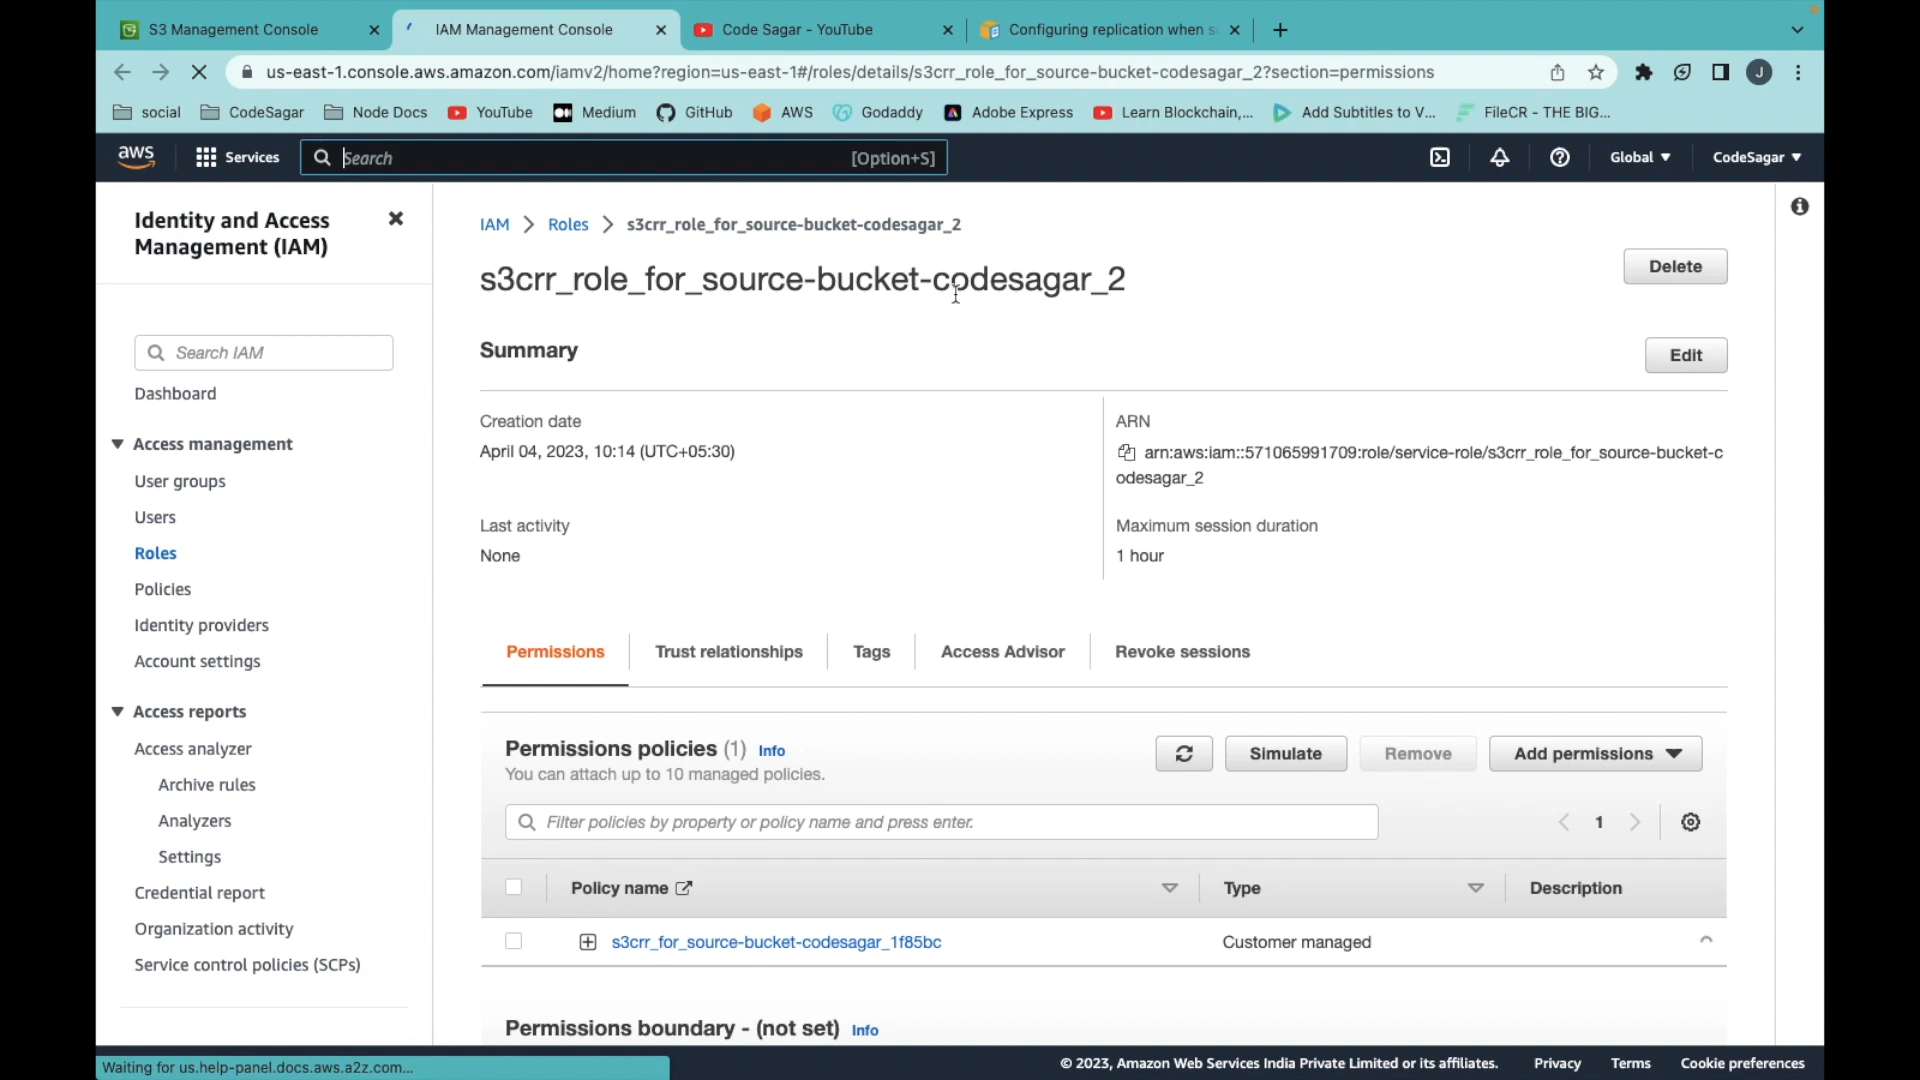 S3 Management Console
IAM Management Console
Code Sagar - YouTube
Configuring replication when s
us-east-1.console.aws.amazon.com/iamv2/home?region=us-east-1#/roles/details/s3crr_role_for_source-bucket-codesagar_2?section=permissions
J
social
CodeSagar
Node Docs
YouTube
Medium
GitHub
AWS
Godaddy
Adobe Express
Learn Blockchain,...
Add Subtitles to V...
FileCR - THE BIG...
aws
Services
Search
[Option+S]
Global
CodeSagar
Identity and Access
Management (IAM)
Search IAM
Dashboard
Access management
User groups
Users
Roles
Policies
Identity providers
Account settings
Access reports
Access analyzer
Archive rules
Analyzers
Settings
Credential report
Organization activity
Service control policies (SCPs)
IAM > Roles > s3crr_role_for_source-bucket-codesagar_2
s3crr_role_for_source-bucket-codesagar_2
Delete
Summary
Edit
Creation date
April 04, 2023, 10:14 (UTC+05:30)
ARN
arn:aws:iam::571065991709:role/service-role/s3crr_role_for_source-bucket-c
odesagar_2
Last activity
None
Maximum session duration
1 hour
Permissions
Trust relationships
Tags
Access Advisor
Revoke sessions
Permissions policies (1) Info
You can attach up to 10 managed policies.
Simulate
Remove
Add permissions
Filter policies by property or policy name and press enter.
1
Policy name
Type
Description
s3crr_for_source-bucket-codesagar_1f85bc
Customer managed
Permissions boundary - (not set) Info
Waiting for us.help-panel.docs.aws.a2z.com...
© 2023, Amazon Web Services India Private Limited or its affiliates.
Privacy
Terms
Cookie preferences